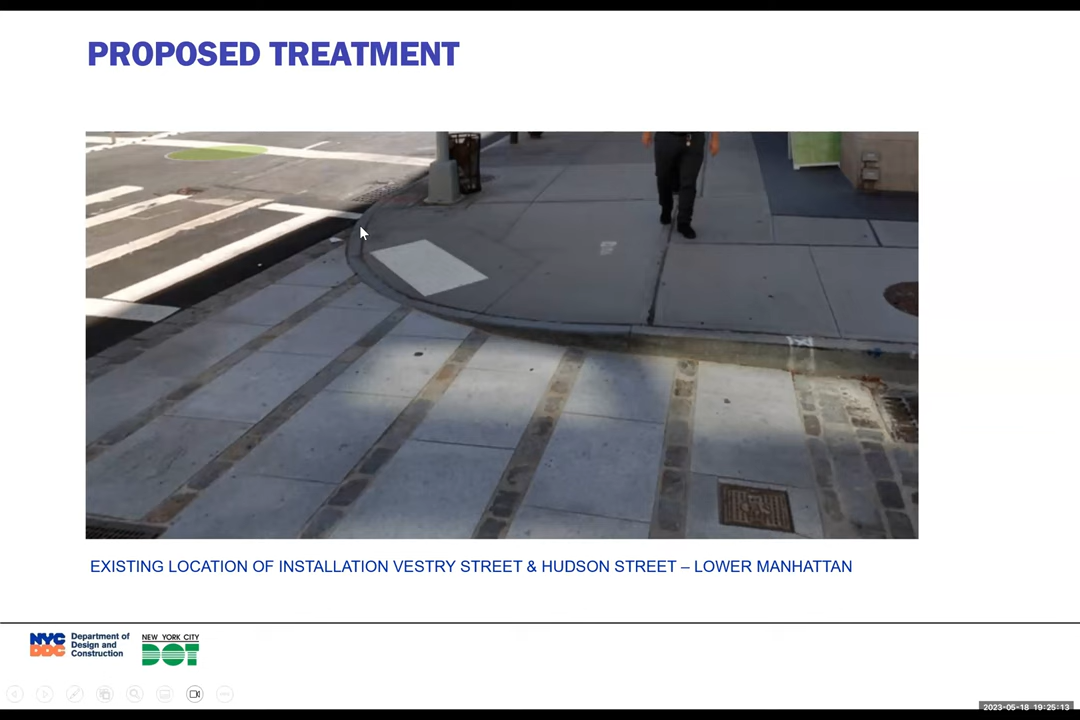 PROPOSED TREATMENT
EXISTING LOCATION OF INSTALLATION VESTRY STREET & HUDSON STREET – LOWER MANHATTAN
NYC
DDC
Department of
Design and
Construction
NEW YORK CITY
DOT
2023-05-18 19:25:13